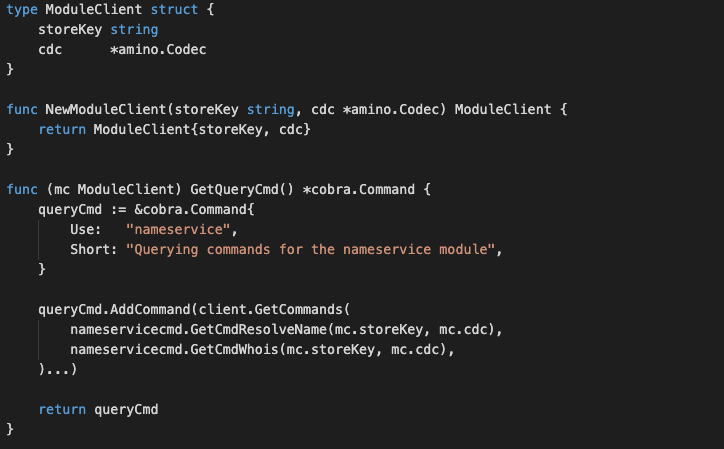 type ModuleClient struct {
    storeKey string
    cdc      *amino.Codec
}

func NewModuleClient(storeKey string, cdc *amino.Codec) ModuleClient {
    return ModuleClient{storeKey, cdc}
}

func (mc ModuleClient) GetQueryCmd() *cobra.Command {
    queryCmd := &cobra.Command{
        Use:   "nameservice",
        Short: "Querying commands for the nameservice module",
    }

    queryCmd.AddCommand(client.GetCommands(
        nameservicecmd.GetCmdResolveName(mc.storeKey, mc.cdc),
        nameservicecmd.GetCmdWhois(mc.storeKey, mc.cdc),
    )...)

    return queryCmd
}